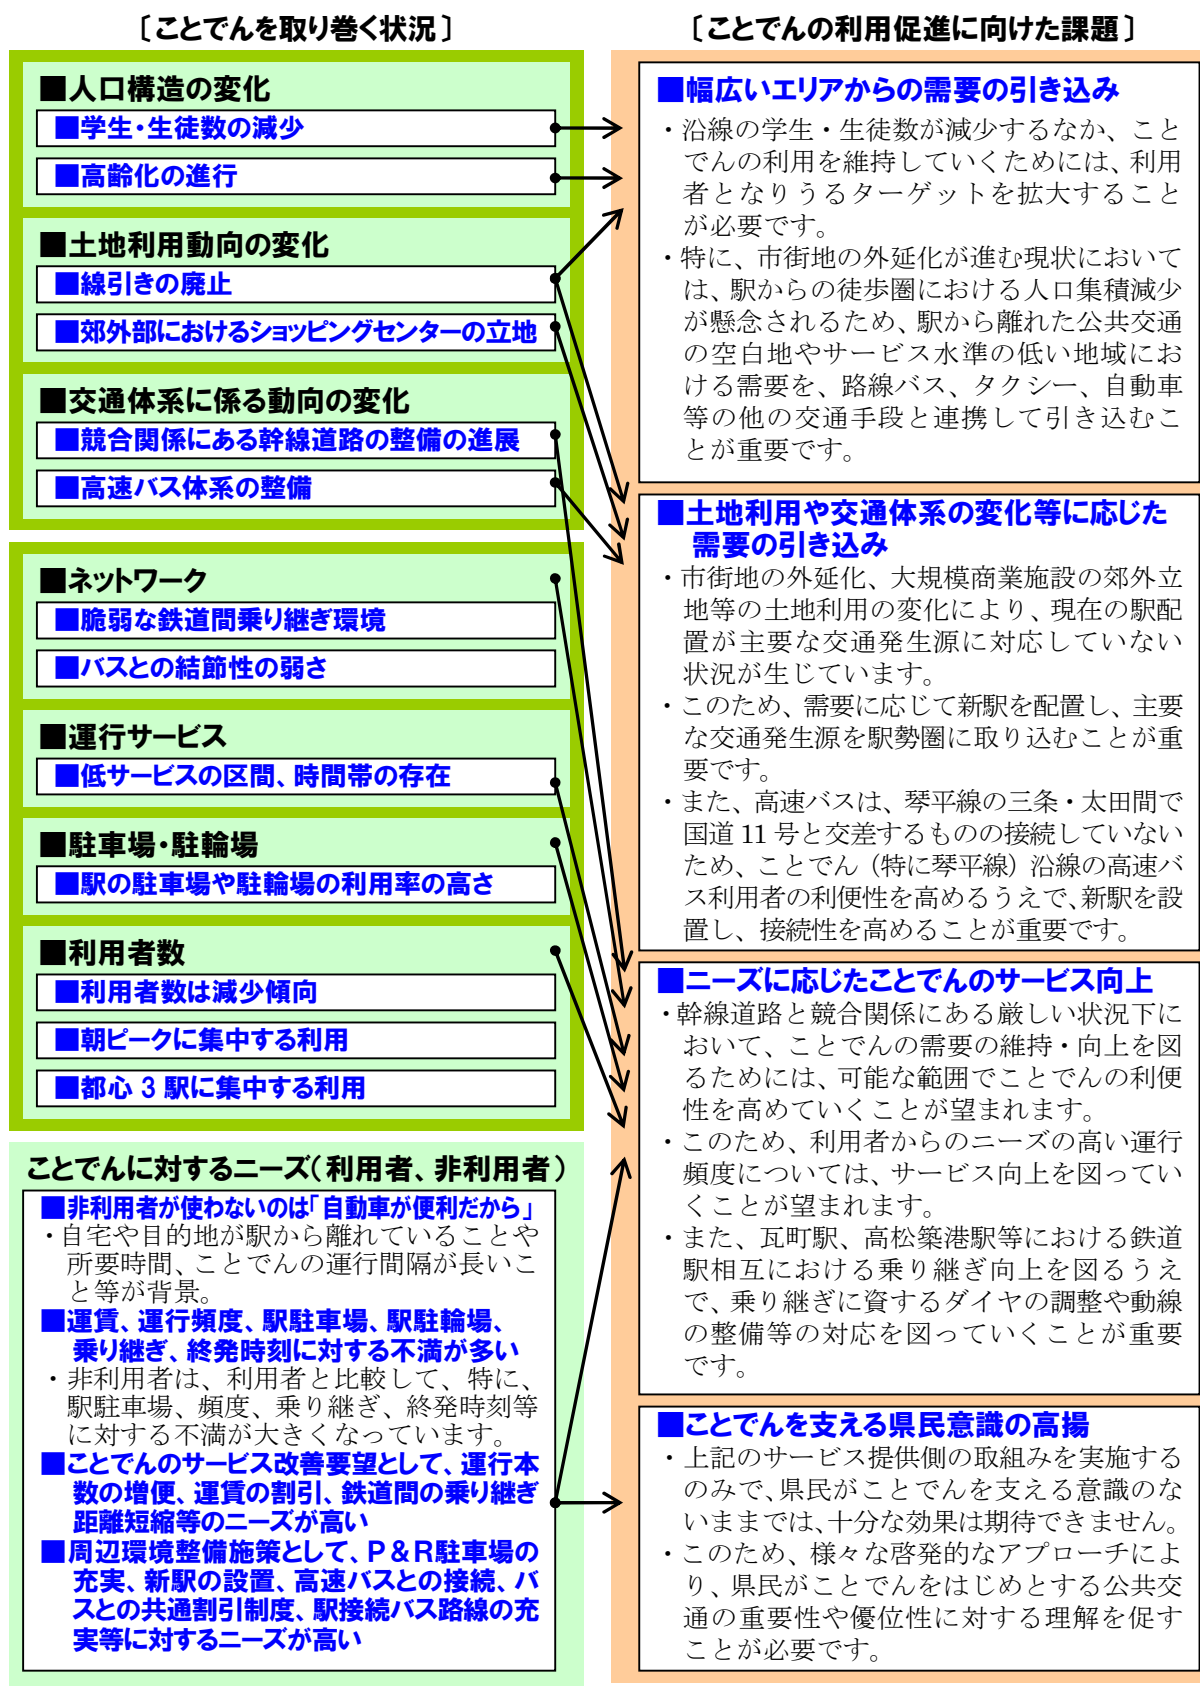 〔ことでんを取り巻く状況〕
■人口構造の変化
■学生・生徒数の減少
■高齢化の進行
■土地利用動向の変化
■線引きの廃止
■郊外部におけるショッピングセンターの立地
■交通体系に係る動向の変化
■競合関係にある幹線道路の整備の進展
■高速バス体系の整備
■ネットワーク
■脆弱な鉄道間乗り継ぎ環境
■バスとの結節性の弱さ
■運行サービス
■低サービスの区間、時間帯の存在
■駐車場・駐輪場
■駅の駐車場や駐輪場の利用率の高さ
■利用者数
■利用者数は減少傾向
■朝ピークに集中する利用
■都心 3 駅に集中する利用
ことでんに対するニーズ（利用者、非利用者）
■非利用者が使わないのは「自動車が便利だから」
・自宅や目的地が駅から離れていることや
所要時間、ことでんの運行間隔が長いこ
と等が背景。
■運賃、運行頻度、駅駐車場、駅駐輪場、
乗り継ぎ、終発時刻に対する不満が多い
・非利用者は、利用者と比較して、特に、
駅駐車場、頻度、乗り継ぎ、終発時刻等
に対する不満が大きくなっています。
■ことでんのサービス改善要望として、運行本
数の増便、運賃の割引、鉄道間の乗り継ぎ
距離短縮等のニーズが高い
■周辺環境整備施策として、P＆R駐車場の
充実、新駅の設置、高速バスとの接続、バ
スとの共通割引制度、駅接続バス路線の充
実等に対するニーズが高い
〔ことでんの利用促進に向けた課題〕
■幅広いエリアからの需要の引き込み
・沿線の学生・生徒数が減少するなか、こと
でんの利用を維持していくためには、利用
者となりうるターゲットを拡大すること
が必要です。
・特に、市街地の外延化が進む現状において
は、駅からの徒歩圏における人口集積減少
が懸念されるため、駅から離れた公共交通
の空白地やサービス水準の低い地域にお
ける需要を、路線バス、タクシー、自動車
等の他の交通手段と連携して引き込むこ
とが重要です。
■土地利用や交通体系の変化等に応じた
需要の引き込み
・市街地の外延化、大規模商業施設の郊外立
地等の土地利用の変化により、現在の駅配
置が主要な交通発生源に対応していない
状況が生じています。
・このため、需要に応じて新駅を配置し、主要
な交通発生源を駅勢圏に取り込むことが重
要です。
・また、高速バスは、琴平線の三条・太田間で
国道 11 号と交差するものの接続していない
ため、ことでん（特に琴平線）沿線の高速バ
ス利用者の利便性を高めるうえで、新駅を設
置し、接続性を高めることが重要です。
■ニーズに応じたことでんのサービス向上
・幹線道路と競合関係にある厳しい状況下に
おいて、ことでんの需要の維持・向上を図
るためには、可能な範囲でことでんの利便
性を高めていくことが望まれます。
・このため、利用者からのニーズの高い運行
頻度については、サービス向上を図ってい
くことが望まれます。
・また、瓦町駅、高松築港駅等における鉄道
駅相互における乗り継ぎ向上を図るうえ
で、乗り継ぎに資するダイヤの調整や動線
の整備等の対応を図っていくことが重要
です。
■ことでんを支える県民意識の高揚
・上記のサービス提供側の取組みを実施する
のみで、県民がことでんを支える意識のな
いままでは、十分な効果は期待できません。
・このため、様々な啓発的なアプローチによ
り、県民がことでんをはじめとする公共交
通の重要性や優位性に対する理解を促す
ことが必要です。